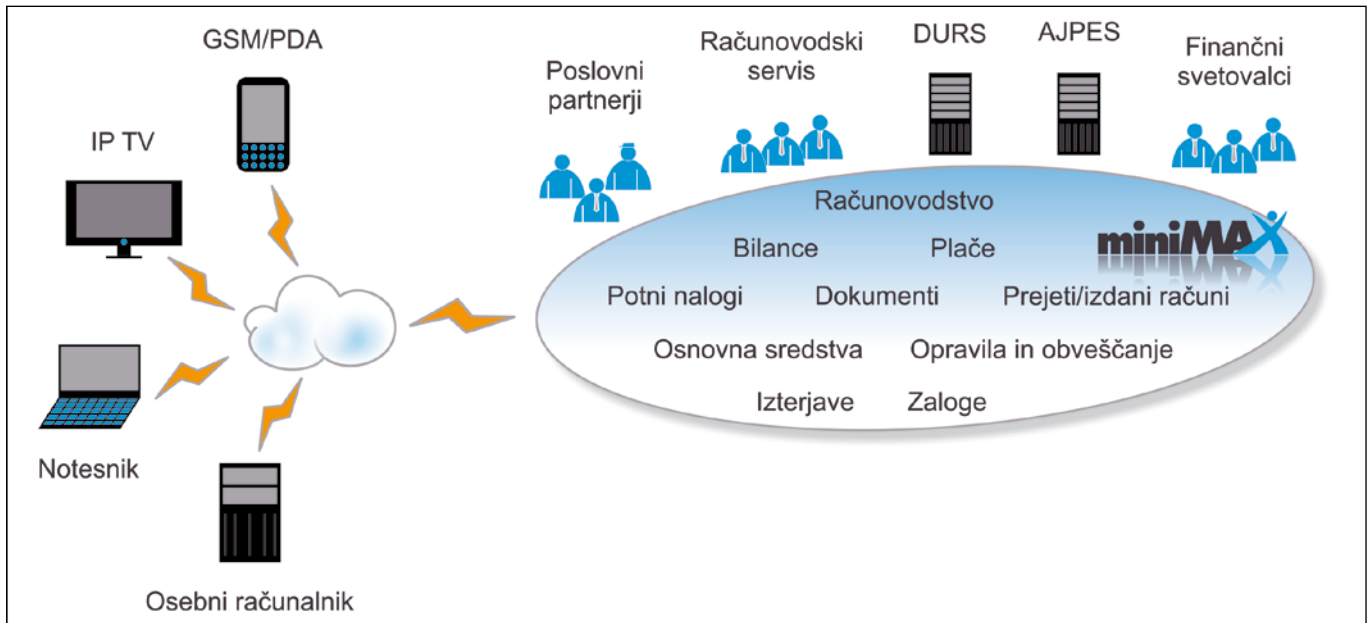 GSM/PDA
IP TV
Notesnik
Osebni računalnik
Poslovni
partnerji
Računovodski
servis
DURS
AJPES
Finančni
svetovalci
Računovodstvo
Bilance
Plače
miniMAX
Potni nalogi
Dokumenti
Prejeti/izdani računi
Osnovna sredstva
Opravila in obveščanje
Izterjave
Zaloge